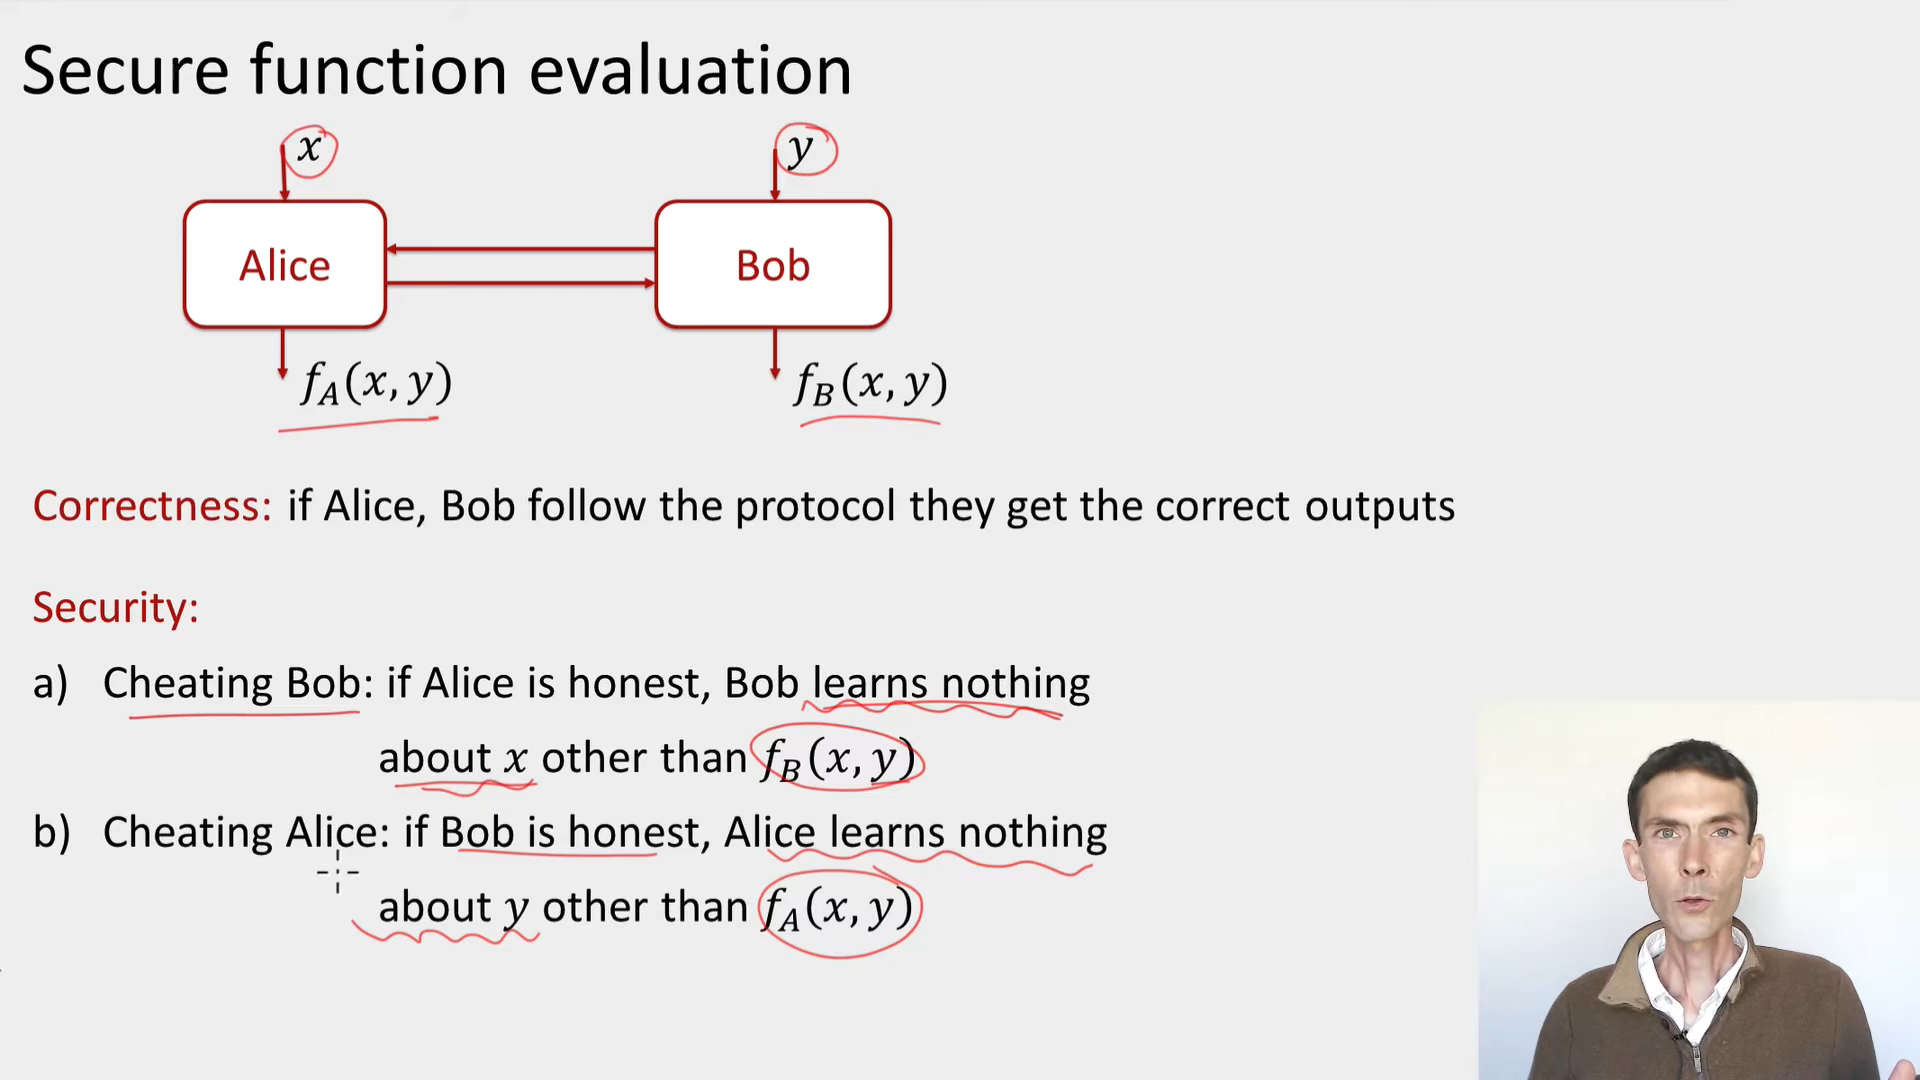 Secure function evaluation
x y
Alice Bob
f_A(x, y) f_B(x, y)
Correctness: if Alice, Bob follow the protocol they get the correct outputs
Security:
a) Cheating Bob: if Alice is honest, Bob learns nothing
about x other than f_B(x, y)
b) Cheating Alice: if Bob is honest, Alice learns nothing
about y other than f_A(x, y)